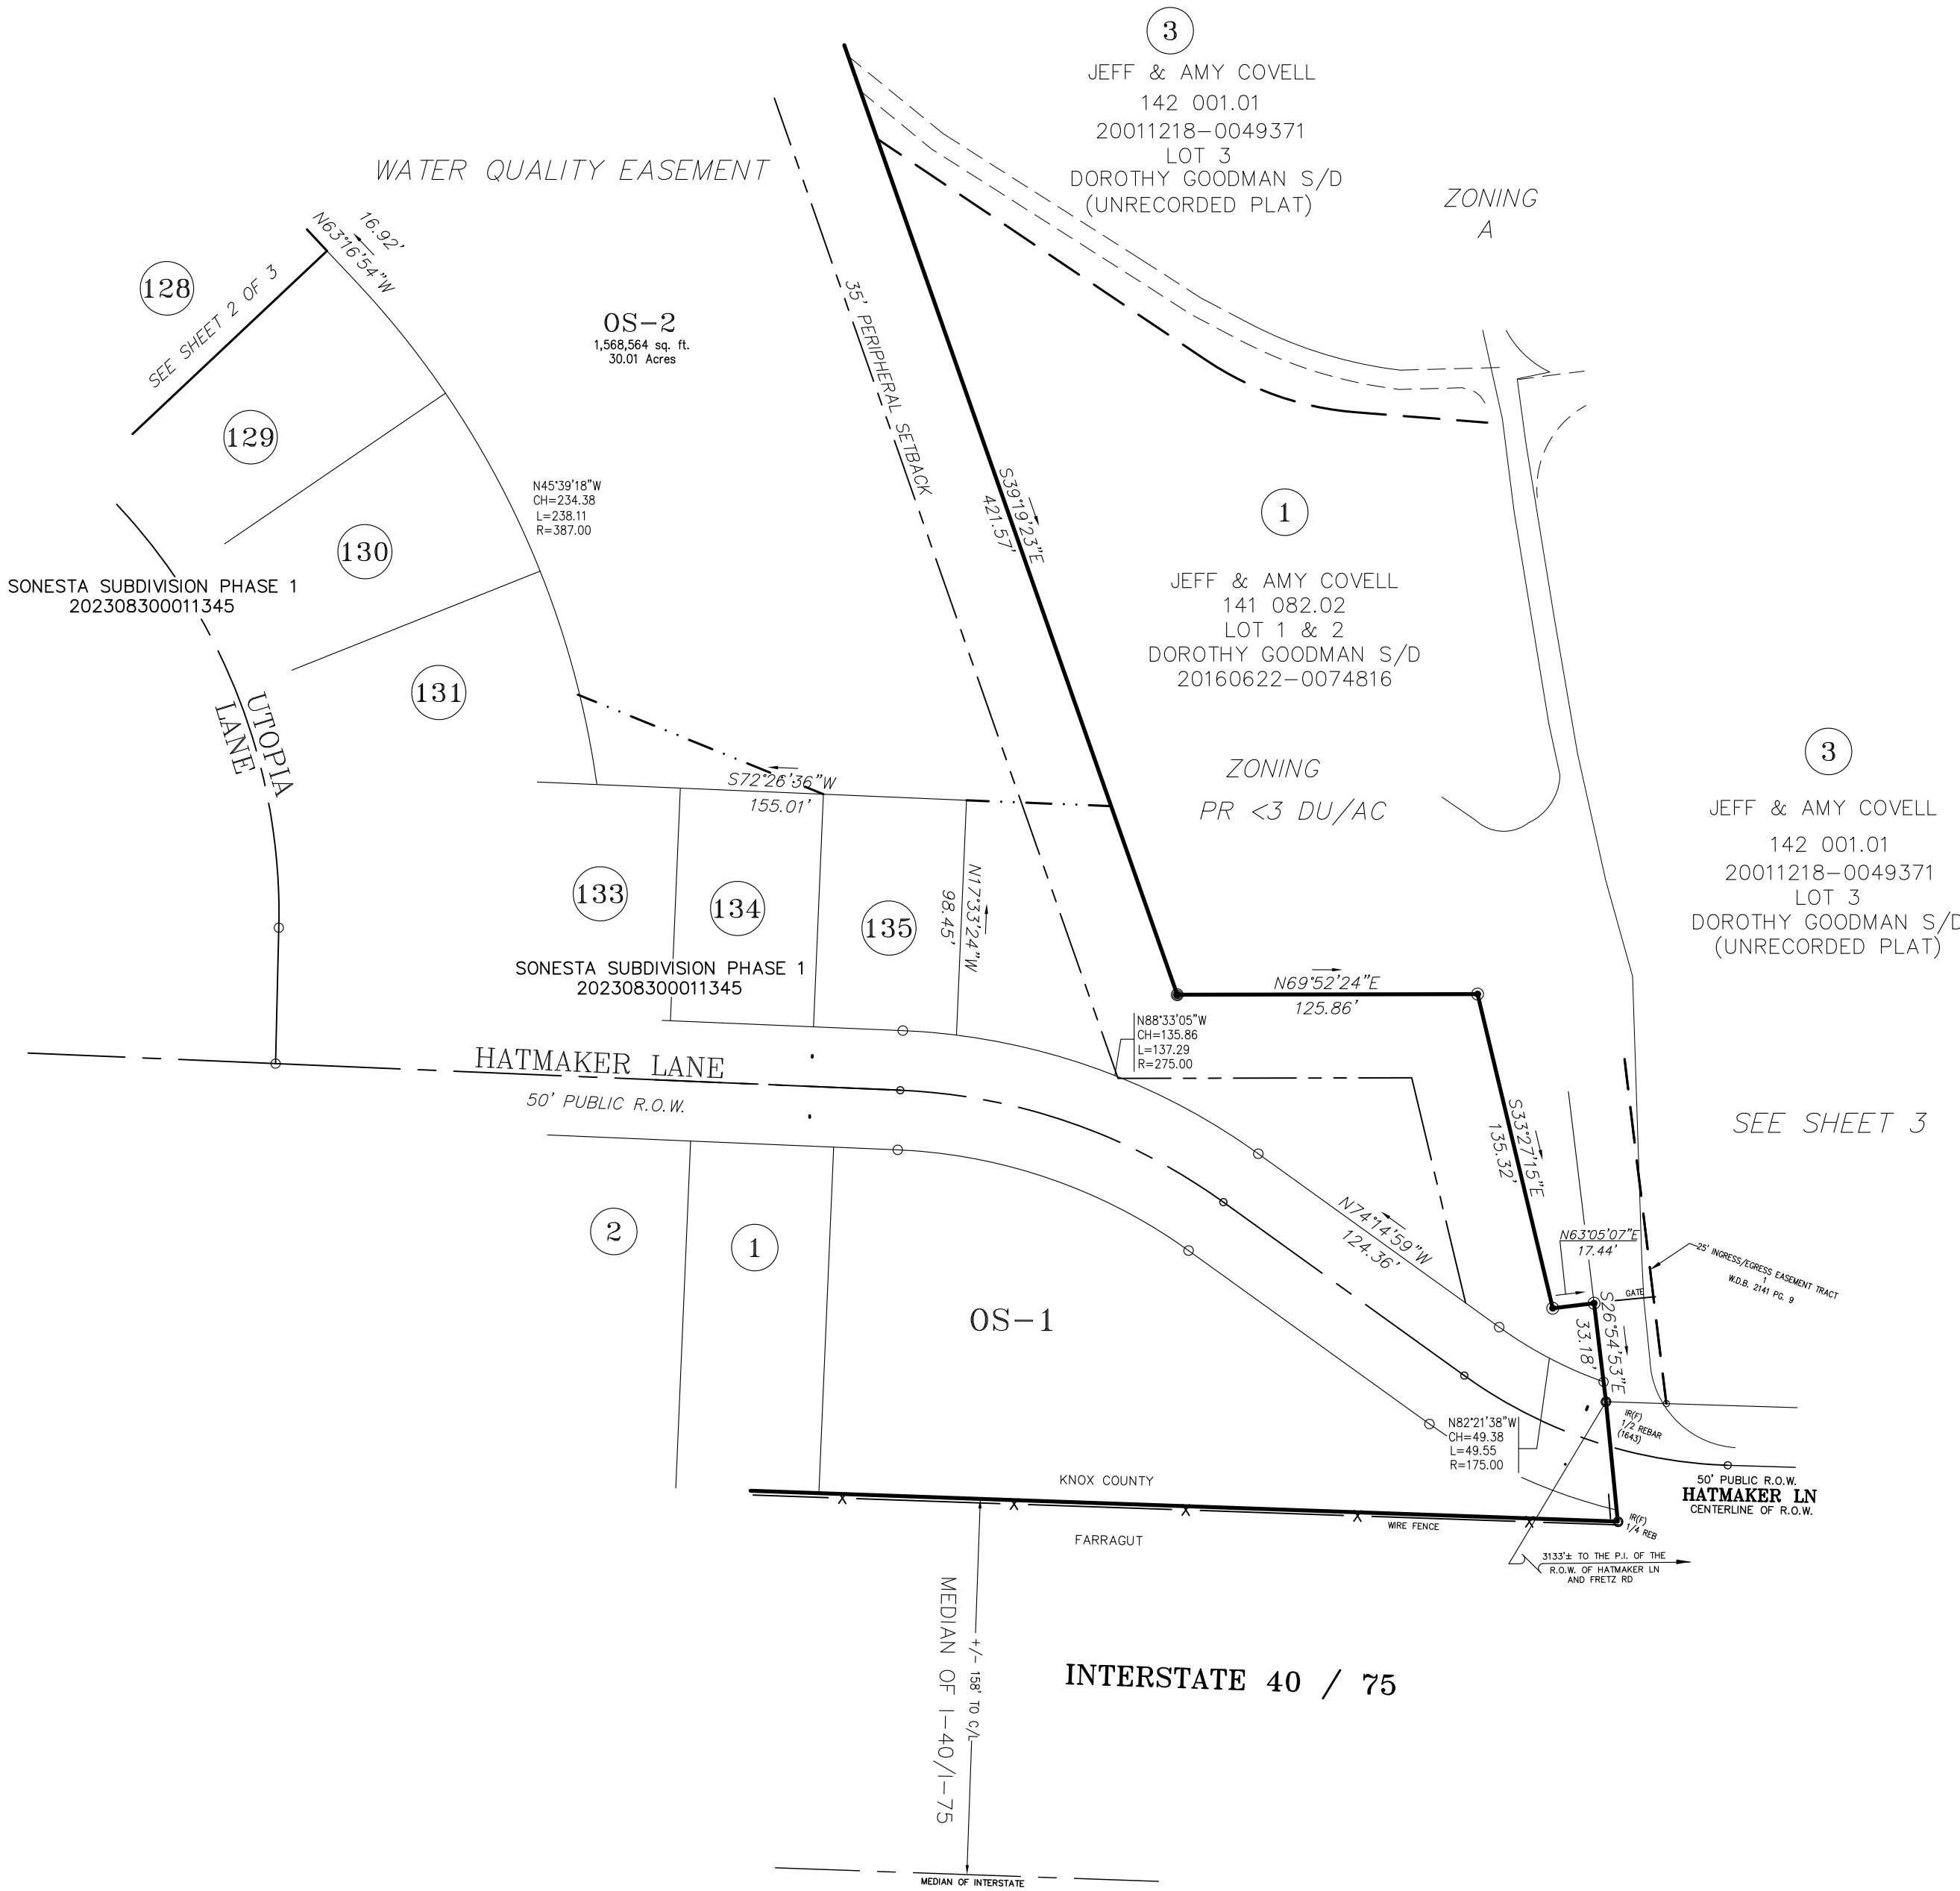 3
JEFF & AMY COVELL
142 001.01
20011218-0049371
LOT 3
DOROTHY GOODMAN S/D
(UNRECORDED PLAT)
ZONING
A
WATER QUALITY EASEMENT
16.92'
N63°16'54"W
128
SEE SHEET 2 OF 3
OS-2
1,568,564 sq. ft.
30.01 Acres
35' PERIPHERAL SETBACK
129
N45°39'18"W
CH=234.38
L=238.11
R=387.00
S39°19'23"E
421.57'
1
130
SONESTA SUBDIVISION PHASE 1
202308300011345
JEFF & AMY COVELL
141 082.02
LOT 1 & 2
DOROTHY GOODMAN S/D
20160622-0074816
131
UTOPIA
LANE
ZONING
PR <3 DU/AC
3
JEFF & AMY COVELL
142 001.01
20011218-0049371
LOT 3
DOROTHY GOODMAN S/D
(UNRECORDED PLAT)
S72°26'36"W
155.01'
133
134
135
N17°33'24"W
98.45'
SONESTA SUBDIVISION PHASE 1
202308300011345
N69°52'24"E
125.86'
N88°33'05"W
CH=135.86
L=137.29
R=275.00
HATMAKER LANE
50' PUBLIC R.O.W.
S33°27'15"E
135.32'
SEE SHEET 3
2
1
N74°14'59"W
124.36'
N63°05'07"E
17.44'
25' INGRESS/EGRESS EASEMENT TRACT
1
W.D.B. 2141 PG. 9
GATE
S26°54'53"E
33.18'
OS-1
N82°21'38"W
CH=49.38
L=49.55
R=175.00
IR(F)
1/2 REBAR
(1643)
KNOX COUNTY
50' PUBLIC R.O.W.
HATMAKER LN
CENTERLINE OF R.O.W.
X X X X X
WIRE FENCE
IR(F)
1/4 REB
FARRAGUT
3133'± TO THE P.I. OF THE
R.O.W. OF HATMAKER LN
AND FRETZ RD
MEDIAN OF I-40/I-75
+/- 158' TO C/L
INTERSTATE 40 / 75
MEDIAN OF INTERSTATE